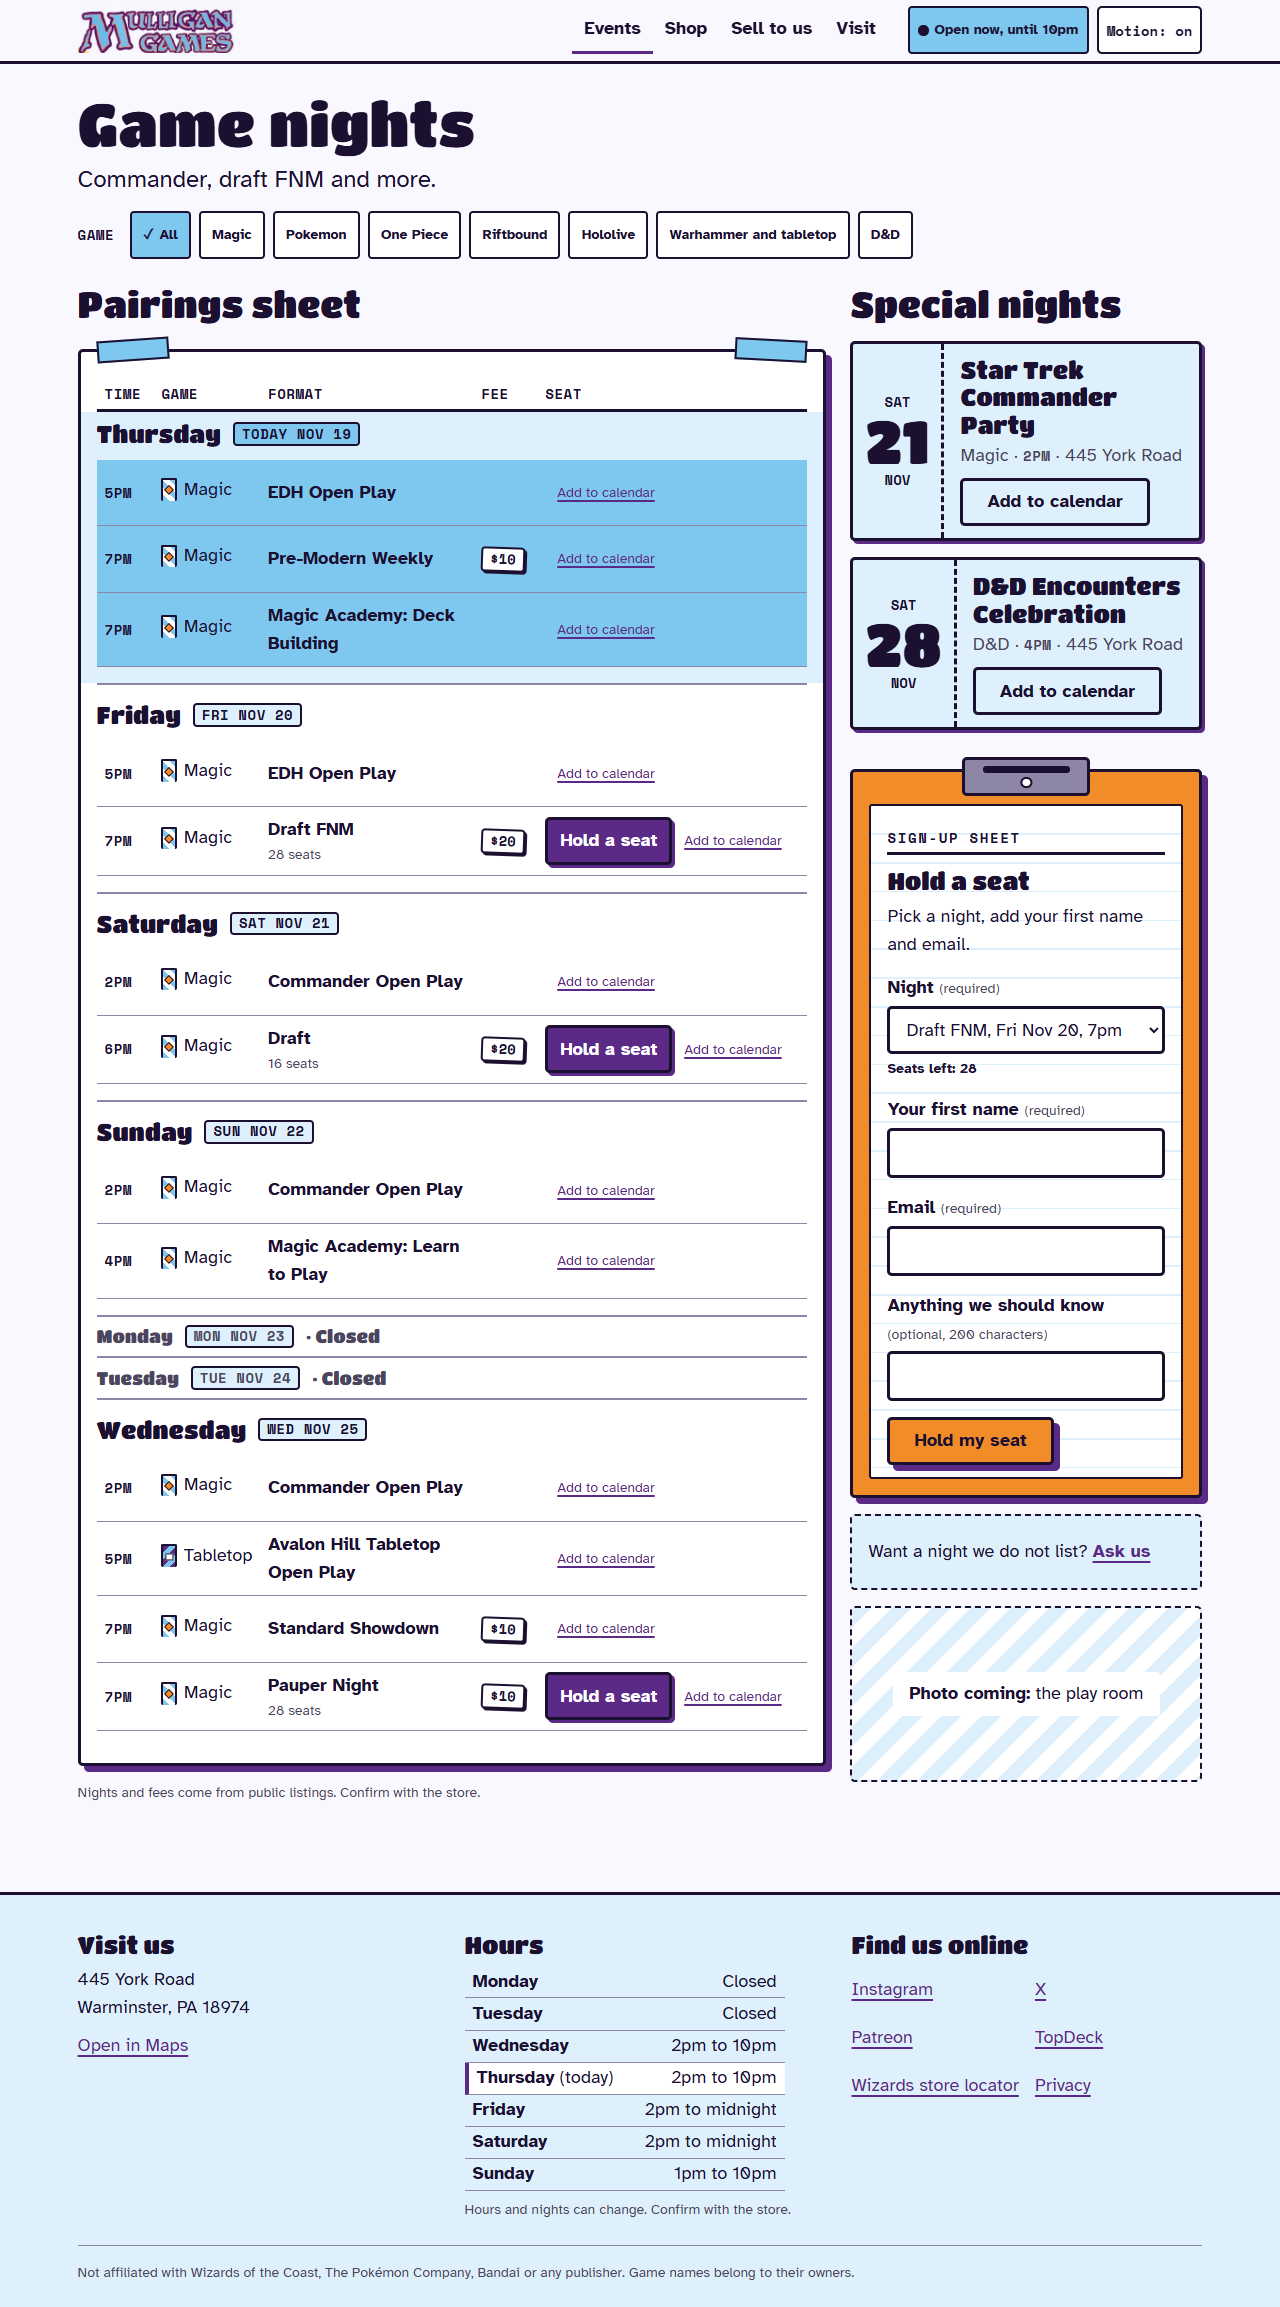 MULLIGAN GAMES
Events Shop Sell to us Visit
Open now, until 10pm
Motion: on
Game nights
Commander, draft FNM and more.
GAME ✓ All Magic Pokemon One Piece Riftbound Hololive Warhammer and tabletop D&D
Pairings sheet
TIME GAME FORMAT FEE SEAT
Thursday TODAY NOV 19
5PM Magic EDH Open Play Add to calendar
7PM Magic Pre-Modern Weekly $10 Add to calendar
7PM Magic Magic Academy: Deck Building Add to calendar
Friday FRI NOV 20
5PM Magic EDH Open Play Add to calendar
7PM Magic Draft FNM $20 Hold a seat Add to calendar
28 seats
Saturday SAT NOV 21
2PM Magic Commander Open Play Add to calendar
6PM Magic Draft $20 Hold a seat Add to calendar
16 seats
Sunday SUN NOV 22
2PM Magic Commander Open Play Add to calendar
4PM Magic Magic Academy: Learn to Play Add to calendar
Monday MON NOV 23 · Closed
Tuesday TUE NOV 24 · Closed
Wednesday WED NOV 25
2PM Magic Commander Open Play Add to calendar
5PM Tabletop Avalon Hill Tabletop Open Play Add to calendar
7PM Magic Standard Showdown $10 Add to calendar
7PM Magic Pauper Night $10 Hold a seat Add to calendar
28 seats
Nights and fees come from public listings. Confirm with the store.
Special nights
SAT
21
NOV
Star Trek
Commander
Party
Magic · 2PM · 445 York Road
Add to calendar
SAT
28
NOV
D&D Encounters
Celebration
D&D · 4PM · 445 York Road
Add to calendar
SIGN-UP SHEET
Hold a seat
Pick a night, add your first name
and email.
Night (required)
Draft FNM, Fri Nov 20, 7pm
Seats left: 28
Your first name (required)
Email (required)
Anything we should know
(optional, 200 characters)
Hold my seat
Want a night we do not list? Ask us
Photo coming: the play room
Visit us
445 York Road
Warminster, PA 18974
Open in Maps
Hours
Monday Closed
Tuesday Closed
Wednesday 2pm to 10pm
Thursday (today) 2pm to 10pm
Friday 2pm to midnight
Saturday 2pm to midnight
Sunday 1pm to 10pm
Hours and nights can change. Confirm with the store.
Find us online
Instagram X
Patreon TopDeck
Wizards store locator Privacy
Not affiliated with Wizards of the Coast, The Pokémon Company, Bandai or any publisher. Game names belong to their owners.